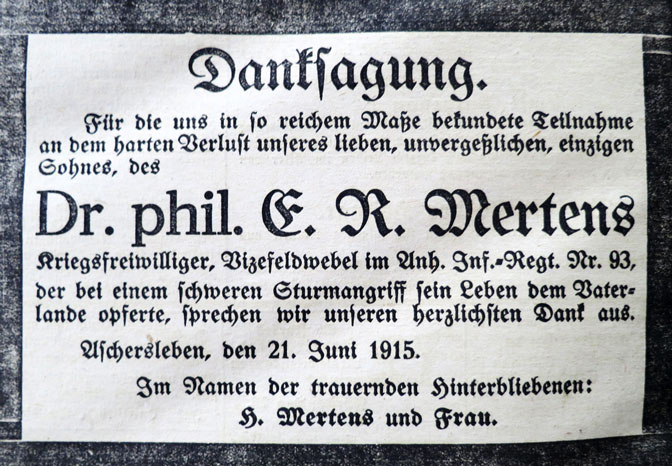 Danksagung.
Für die uns in so reichem Maße bekundete Teilnahme
an dem harten Verlust unseres lieben, unvergeßlichen, einzigen
Sohnes, des
Dr. phil. E. R. Mertens
Kriegsfreiwilliger, Vizefeldwebel im Anh. Inf.-Regt. Nr. 93,
der bei einem schweren Sturmangriff sein Leben dem Vater-
lande opferte, sprechen wir unseren herzlichsten Dank aus.
Aschersleben, den 21. Juni 1915.
Im Namen der trauernden Hinterbliebenen:
H. Mertens und Frau.